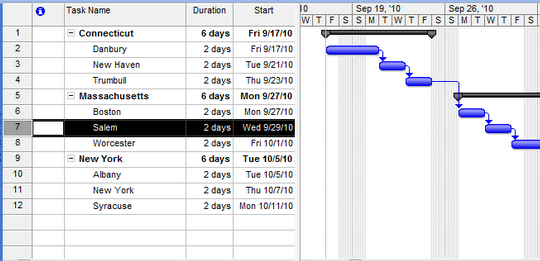 Task Name Duration Start '10 Sep 19, '10 Sep 26, '10
W T F S S M T W T F S S M T W T F S
1 Connecticut 6 days Fri 9/17/10
2 Danbury 2 days Fri 9/17/10
3 New Haven 2 days Tue 9/21/10
4 Trumbull 2 days Thu 9/23/10
5 Massachusetts 6 days Mon 9/27/10
6 Boston 2 days Mon 9/27/10
7 Salem 2 days Wed 9/29/10
8 Worcester 2 days Fri 10/1/10
9 New York 6 days Tue 10/5/10
10 Albany 2 days Tue 10/5/10
11 New York 2 days Thu 10/7/10
12 Syracuse 2 days Mon 10/11/10